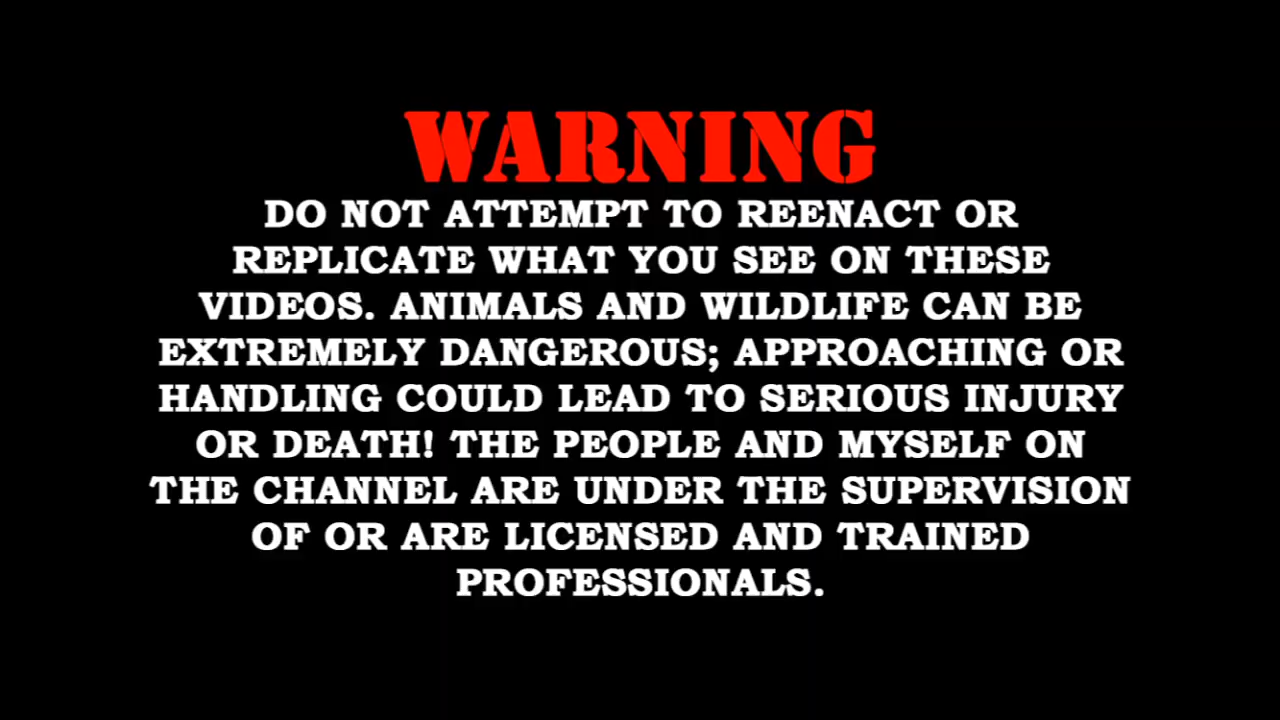 WARNING
DO NOT ATTEMPT TO REENACT OR
REPLICATE WHAT YOU SEE ON THESE
VIDEOS. ANIMALS AND WILDLIFE CAN BE
EXTREMELY DANGEROUS; APPROACHING OR
HANDLING COULD LEAD TO SERIOUS INJURY
OR DEATH! THE PEOPLE AND MYSELF ON
THE CHANNEL ARE UNDER THE SUPERVISION
OF OR ARE LICENSED AND TRAINED
PROFESSIONALS.